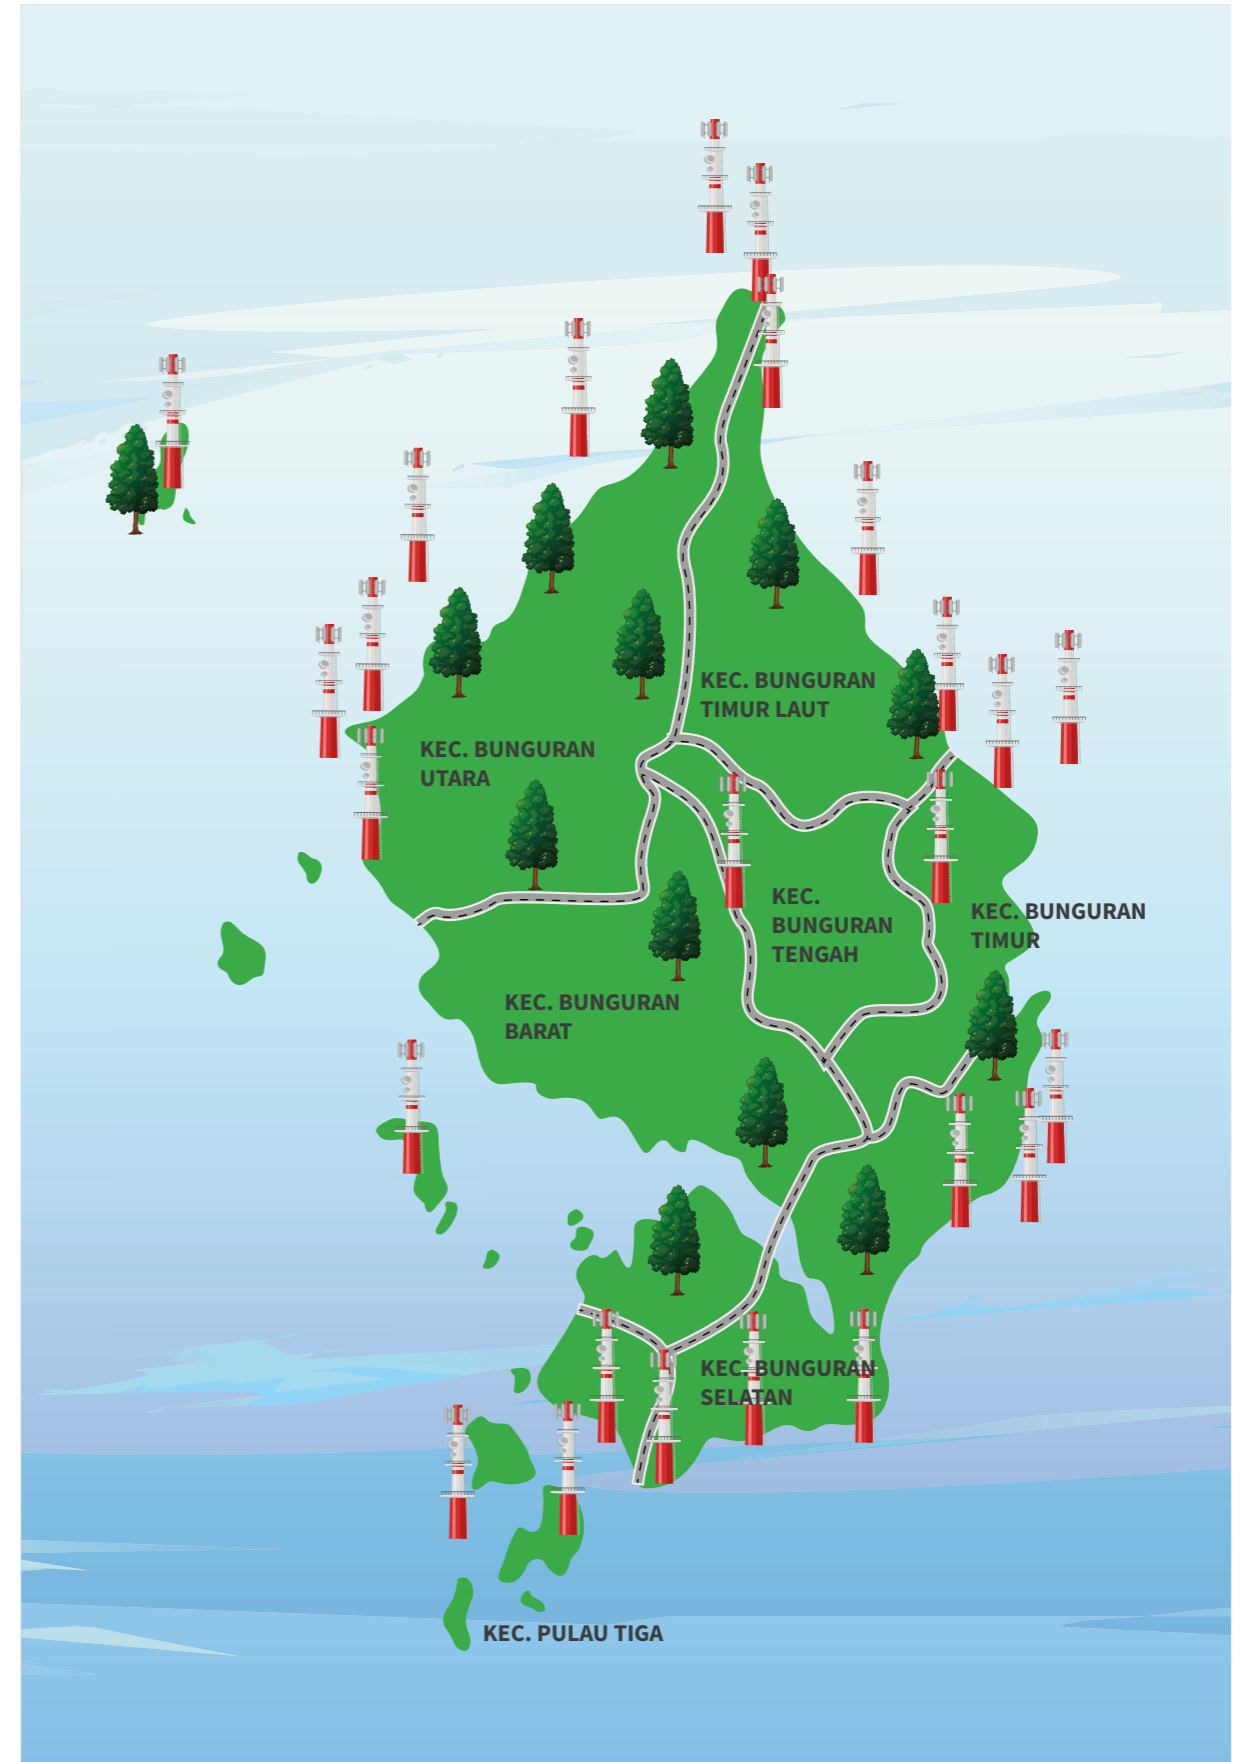 KEC. BUNGURAN
TIMUR LAUT
KEC. BUNGURAN
UTARA
KEC.
BUNGURAN
TENGAH
KEC. BUNGURAN
TIMUR
KEC. BUNGURAN
BARAT
KEC. BUNGURAN
SELATAN
KEC. PULAU TIGA